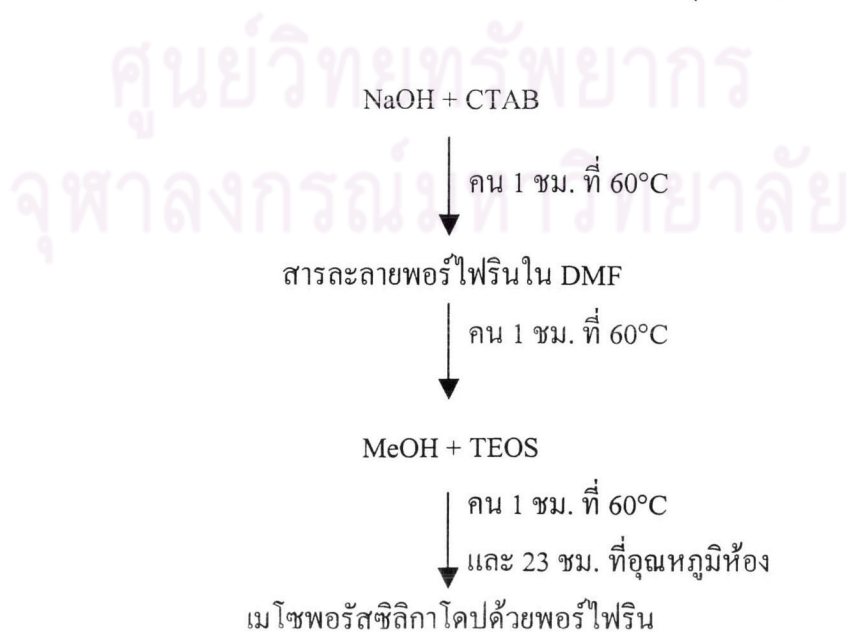 ศูนย์วิทยทรัพยากร
จุฬาลงกรณ์มหาวิทยาลัย
NaOH + CTAB
คน 1 ชม. ที่ 60°C
สารละลายพอร์ไฟรินใน DMF
คน 1 ชม. ที่ 60°C
MeOH + TEOS
คน 1 ชม. ที่ 60°C
และ 23 ชม. ที่อุณหภูมิห้อง
เมโซพอรัสซิลิกาโดปด้วยพอร์ไฟริน